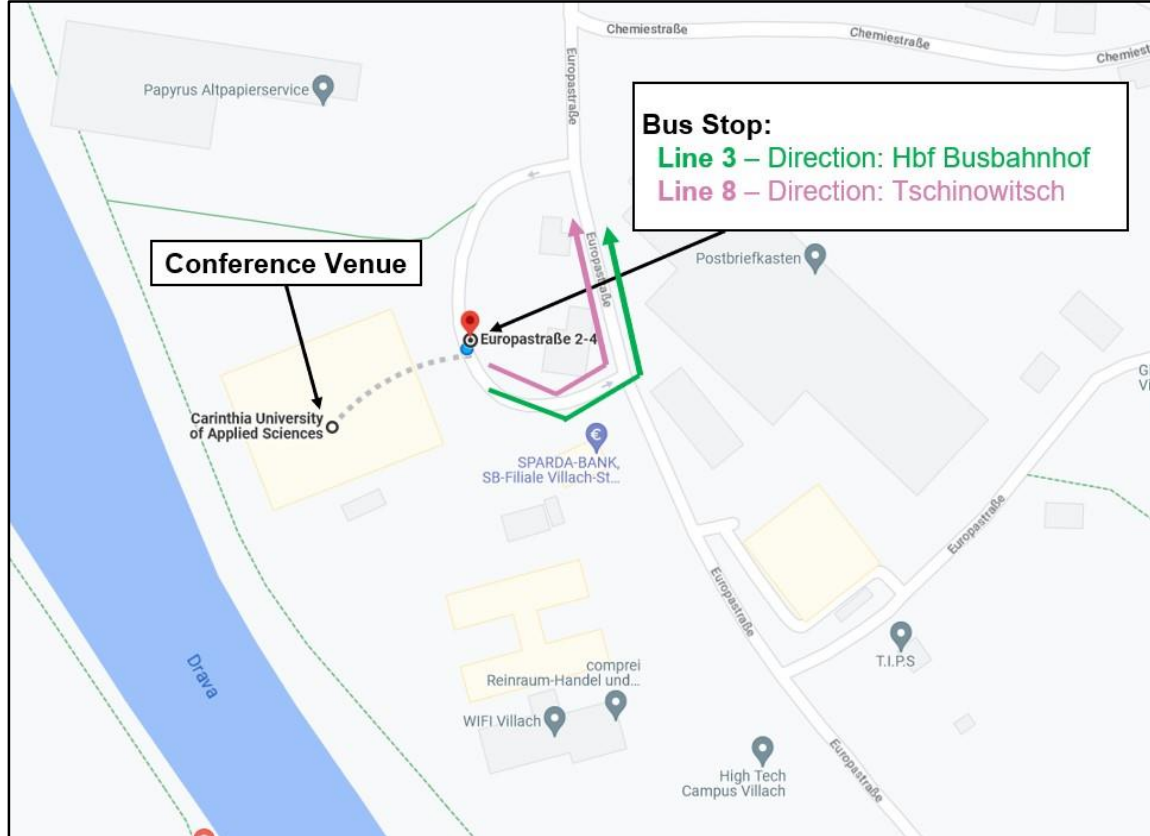 Chemiestraße
Chemiestraße
Chemiestraße
Europastraße
Papyrus Altpapierservice
Bus Stop:
Line 3 – Direction: Hbf Busbahnhof
Line 8 – Direction: Tschinowitsch
Conference Venue
Europastraße
Postbriefkasten
Europastraße 2-4
Carinthia University
of Applied Sciences
SPARDA-BANK,
SB-Filiale Villach-St...
Europastraße
Europastraße
T.I.P.S
Drava
comprei
Reinraum-Handel und...
WIFI Villach
High Tech
Campus Villach
Europastraße